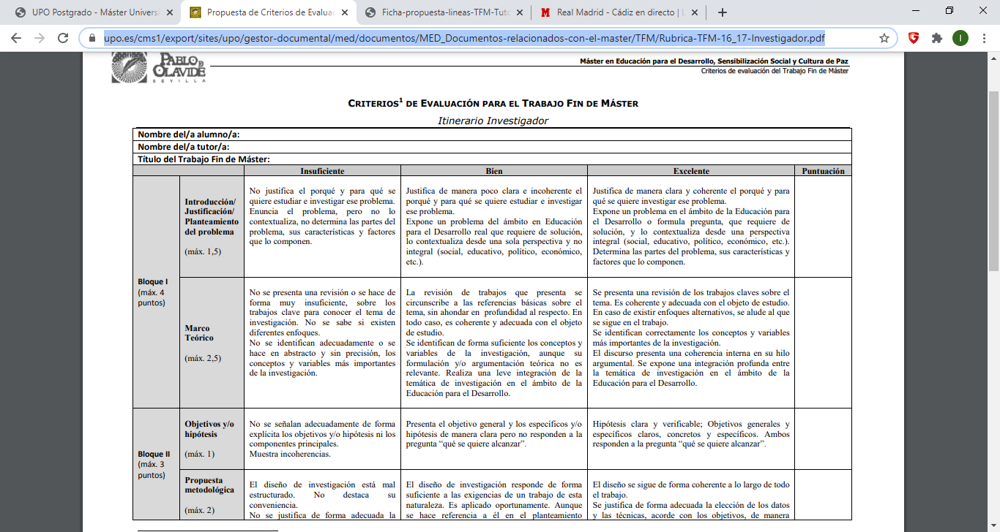 UPO Postgrado - Máster Universi
Propuesta de Criterios de Evaluac
Ficha-propuesta-lineas-TFM-Tuto
Real Madrid - Cádiz en directo | L
upo.es/cms1/export/sites/upo/gestor-documental/med/documentos/MED_Documentos-relacionados-con-el-master/TFM/Rubrica-TFM-16_17-Investigador.pdf
I
PABLO D
OLAVIDE
SEVILLA
Máster en Educación para el Desarrollo, Sensibilización Social y Cultura de Paz
Criterios de evaluación del Trabajo Fin de Máster
CRITERIOS1 DE EVALUACIÓN PARA EL TRABAJO FIN DE MÁSTER
Itinerario Investigador
Nombre del/a alumno/a:
Nombre del/a tutor/a:
Título del Trabajo Fin de Máster:
Insuficiente
Bien
Excelente
Puntuación
Bloque I
(máx. 4
puntos)
Introducción/
Justificación/
Planteamiento
del problema
(máx. 1,5)
No justifica el porqué y para qué se
quiere estudiar e investigar ese problema.
Enuncia el problema, pero no lo
contextualiza, no determina las partes del
problema, sus características y factores
que lo componen.
Justifica de manera poco clara e incoherente el
porqué y para qué se quiere estudiar e investigar
ese problema.
Expone un problema del ámbito en Educación
para el Desarrollo real que requiere de solución,
lo contextualiza desde una sola perspectiva y no
integral (social, educativo, político, económico,
etc.).
Justifica de manera clara y coherente el porqué y para
qué se quiere investigar ese problema.
Expone un problema en el ámbito de la Educación para
el Desarrollo o formula pregunta, que requiere de
solución, y lo contextualiza desde una perspectiva
integral (social, educativo, político, económico, etc.).
Determina las partes del problema, sus características y
factores que lo componen.
Marco
Teórico
(máx. 2,5)
No se presenta una revisión o se hace de
forma muy insuficiente, sobre los
trabajos clave para conocer el tema de
investigación. No se sabe si existen
diferentes enfoques.
No se identifican adecuadamente o se
hace en abstracto y sin precisión, los
conceptos y variables más importantes
de la investigación.
La revisión de trabajos que presenta se
circunscribe a las referencias básicas sobre el
tema, sin ahondar en profundidad al respecto. En
todo caso, es coherente y adecuada con el objeto
de estudio.
Se identifican de forma suficiente los conceptos y
variables de la investigación, aunque su
formulación y/o argumentación teórica no es
relevante. Realiza una leve integración de la
temática de investigación en el ámbito de la
Educación para el Desarrollo.
Se presenta una revisión de los trabajos claves sobre el
tema. Es coherente y adecuada con el objeto de estudio.
En caso de existir enfoques alternativos, se alude al que
se sigue en el trabajo.
Se identifican correctamente los conceptos y variables
más importantes de la investigación.
El discurso presenta una coherencia interna en su hilo
argumental. Se expone una integración profunda entre
la temática de investigación en el ámbito de la
Educación para el Desarrollo.
Bloque II
(máx. 3
puntos)
Objetivos y/o
hipótesis
(máx. 1)
No se señalan adecuadamente de forma
explícita los objetivos y/o hipótesis ni los
componentes principales.
Muestra incoherencias.
Presenta el objetivo general y los específicos y/o
hipótesis de manera clara pero no responden a la
pregunta “qué se quiere alcanzar”.
Hipótesis clara y verificable; Objetivos generales y
específicos claros, concretos y específicos. Ambos
responden a la pregunta “qué se quiere alcanzar”.
Propuesta
metodológica
(máx. 2)
El diseño de investigación está mal
estructurado. No destaca su
conveniencia.
No se justifica de forma adecuada la
El diseño de investigación responde de forma
suficiente a las exigencias de un trabajo de esta
naturaleza. Es aplicado oportunamente. Aunque
se hace referencia a él en el planteamiento
El diseño se sigue de forma coherente a lo largo de todo
el trabajo.
Se justifica de forma adecuada la elección de los datos
y las técnicas, acorde con los objetivos, de manera